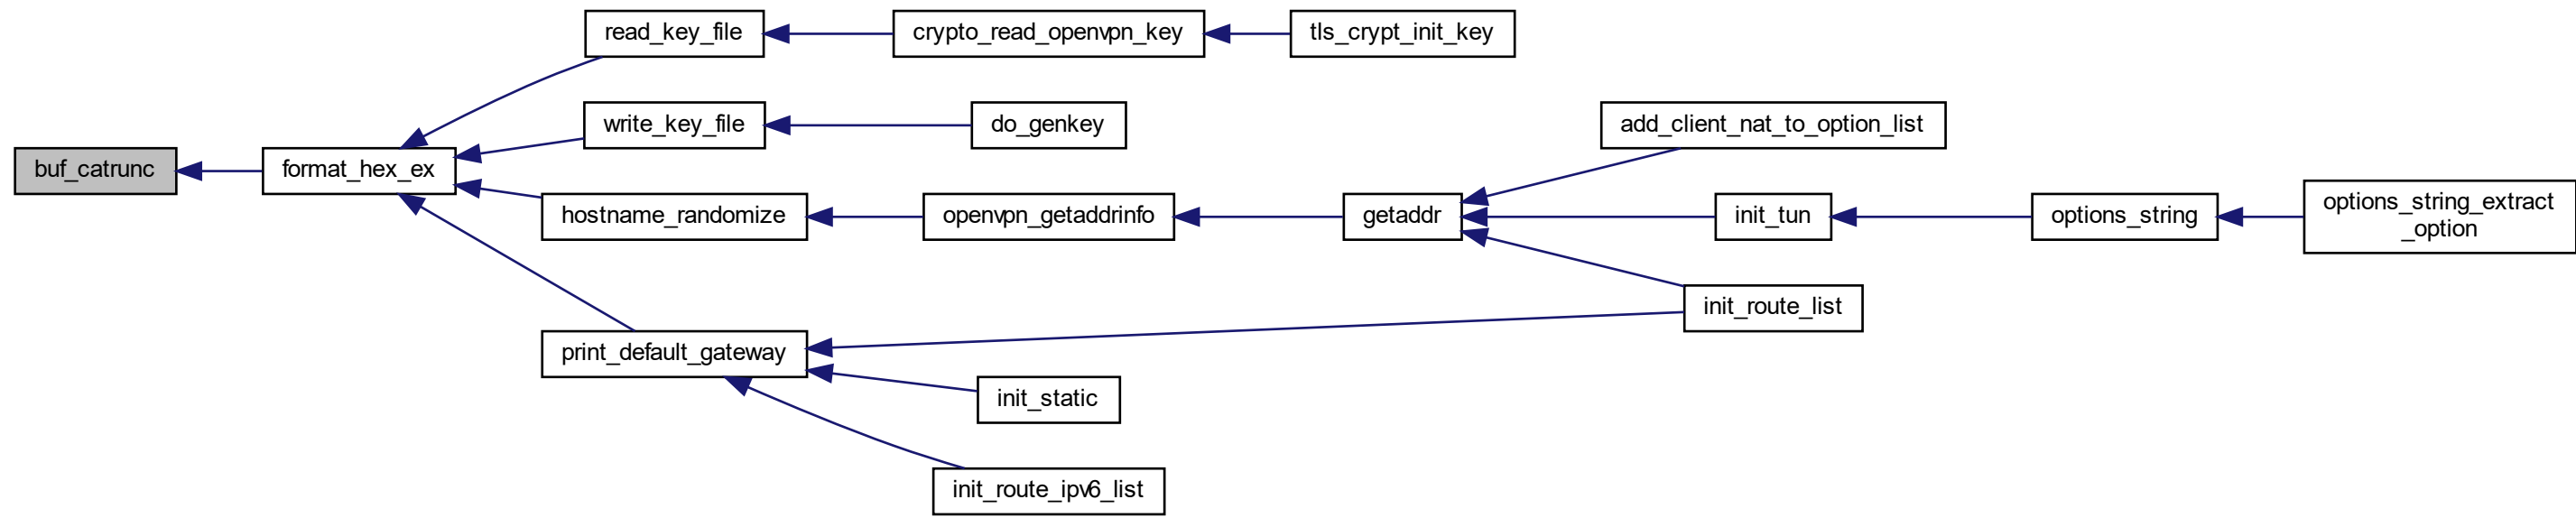 read_key_file
crypto_read_openvpn_key
tls_crypt_init_key
write_key_file
do_genkey
add_client_nat_to_option_list
buf_catrunc
format_hex_ex
hostname_randomize
openvpn_getaddrinfo
getaddr
init_tun
options_string
options_string_extract
_option
init_route_list
print_default_gateway
init_static
init_route_ipv6_list